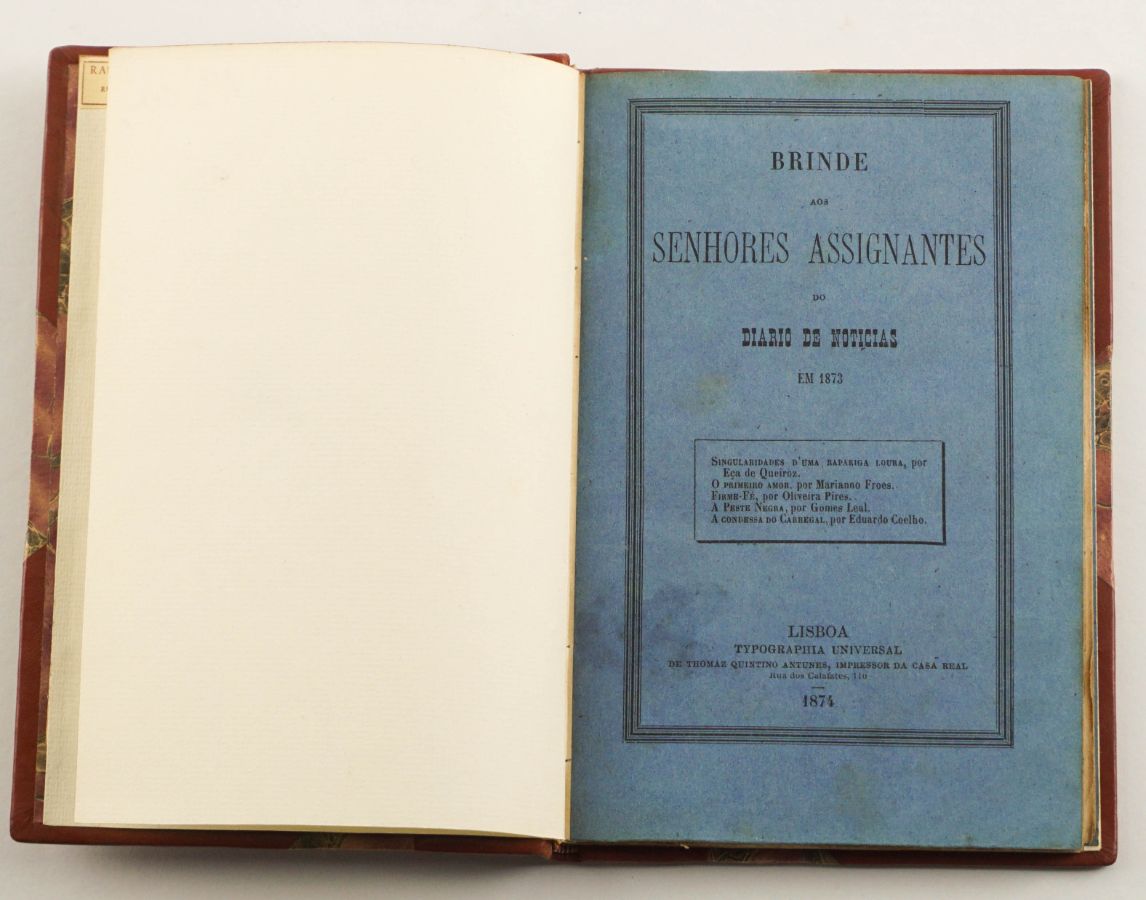 RA
R
BRINDE
AOS
SENHORES ASSIGNANTES
DO
DIARIO DE NOTICIAS
EM 1873
SINGULARIDADES D'UMA RAPARIGA LOURA, por
Eça de Queiroz.
O PRIMEIRO AMOR. por Marianno Froes.
FIRME-FÉ, por Oliveira Pires.
A PESTE NEGRA, por Gomes Leal.
A CONDESSA DO CARREGAL, por Eduardo Coelho.
LISBOA
TYPOGRAPHIA UNIVERSAL
DE THOMAZ QUINTINO ANTUNES, IMPRESSOR DA CASA REAL
Rua dos Calafates, 110
1874